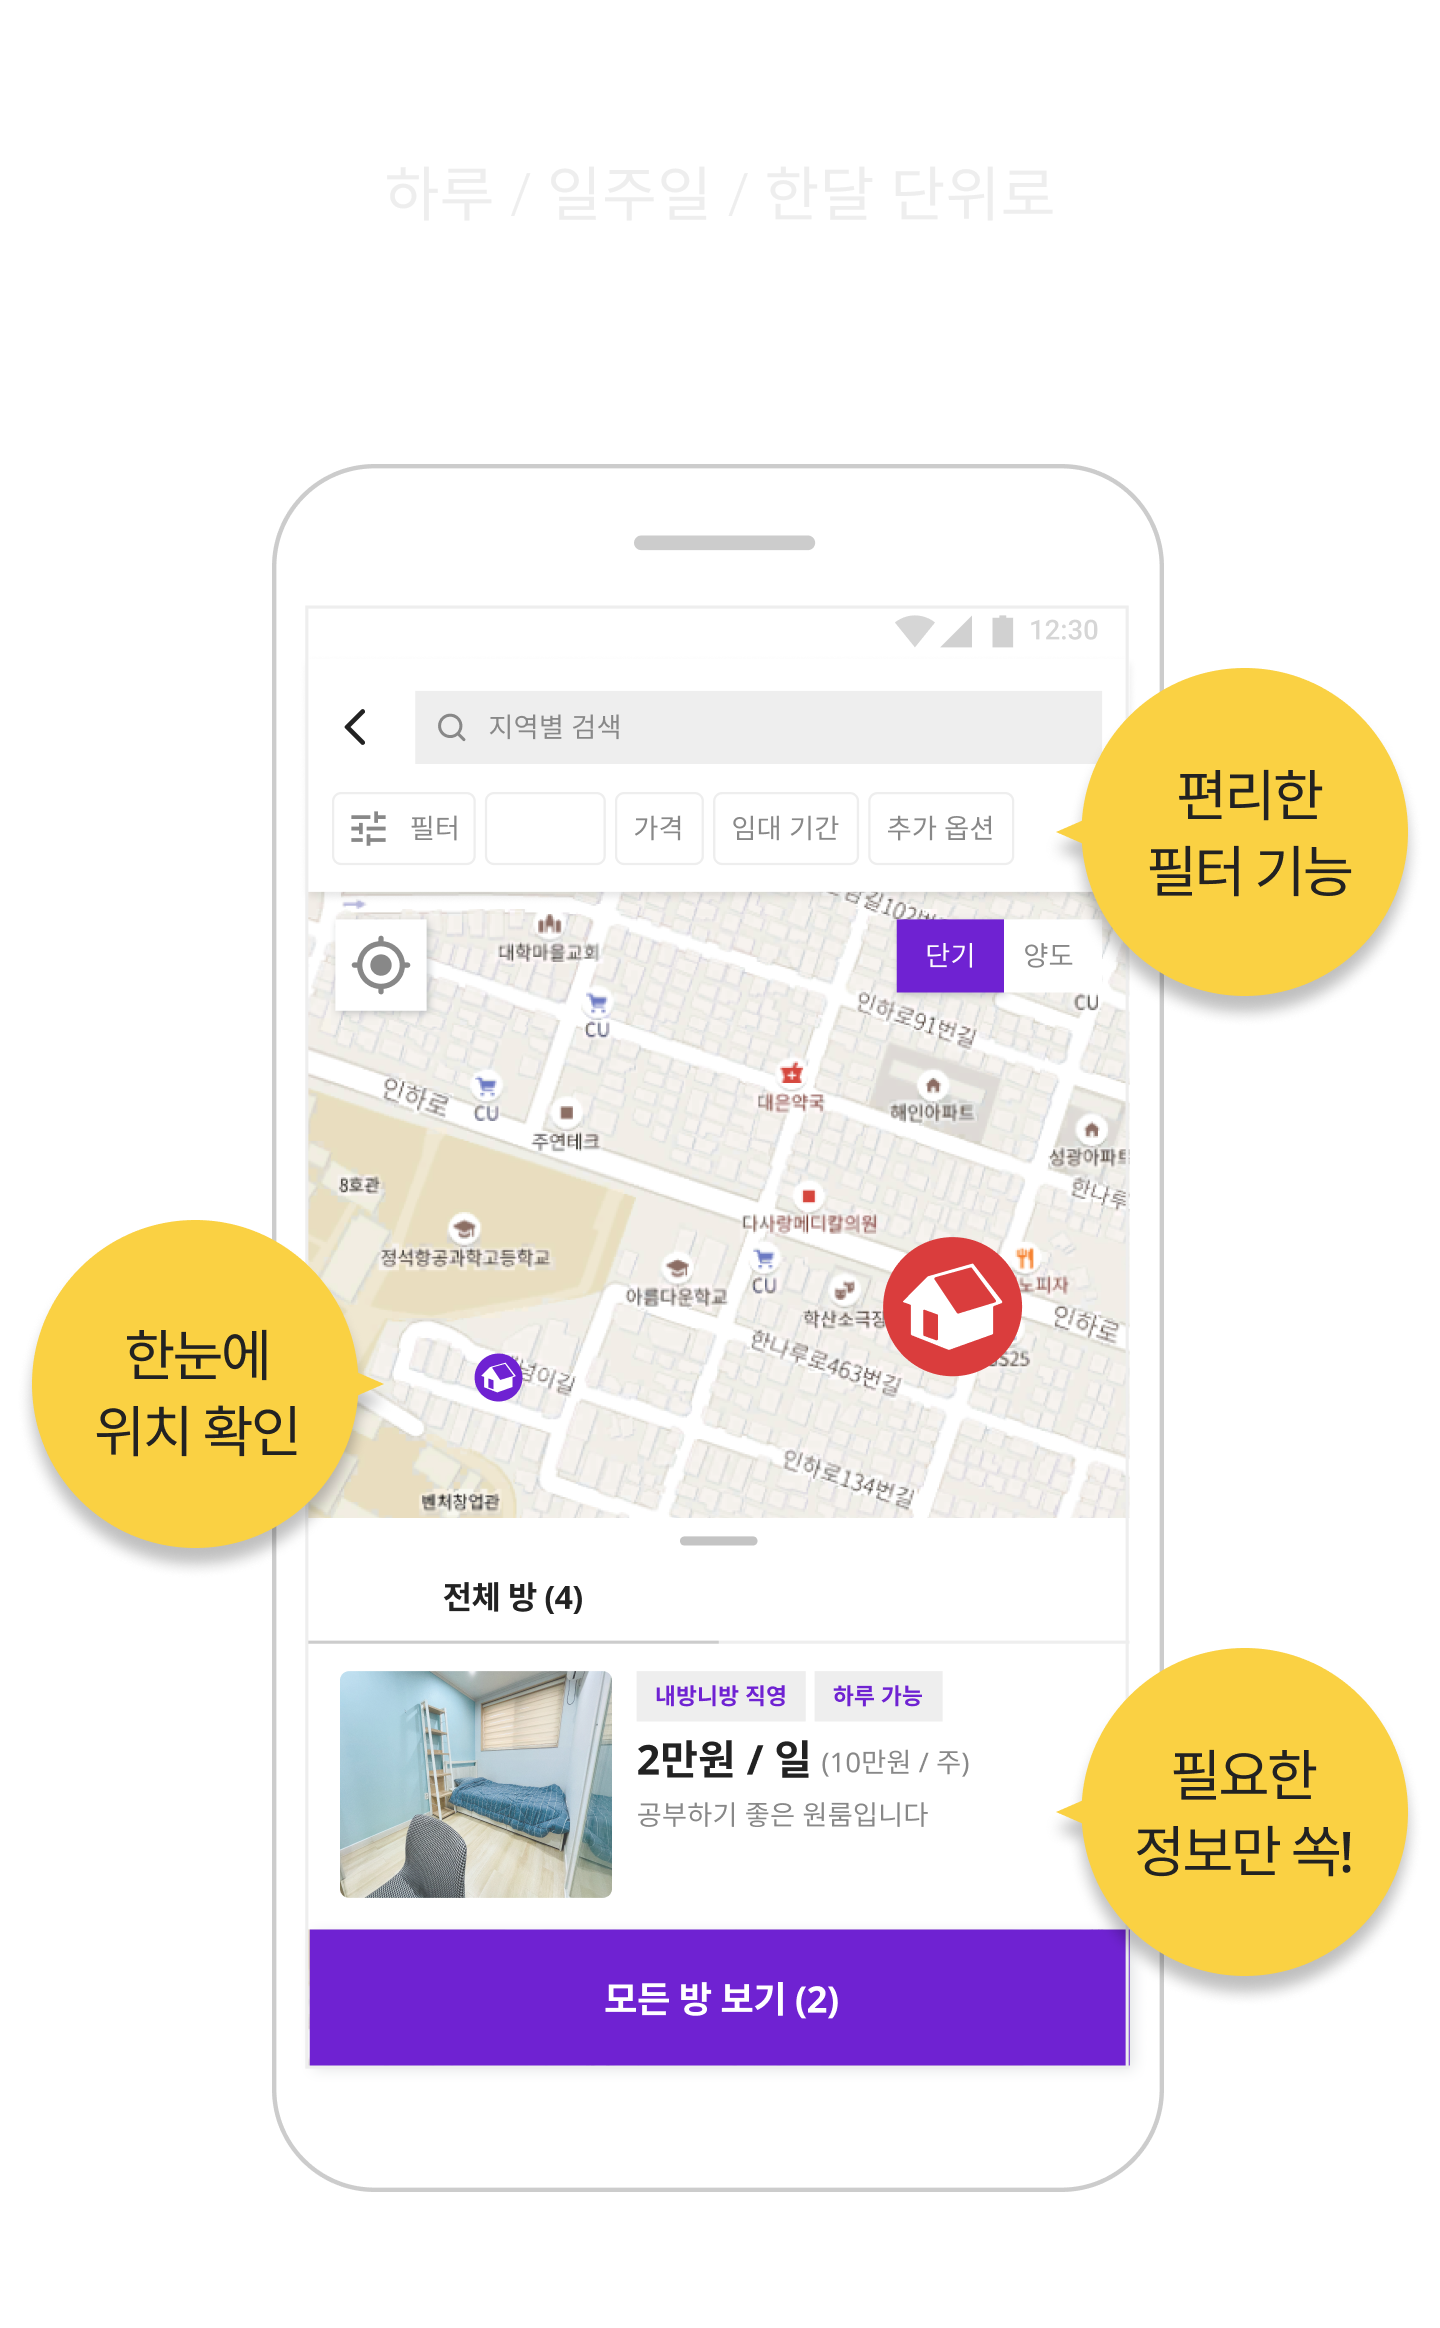 하루 / 일주일 / 한달 단위로
12:30
지역별 검색
필터
가격
임대 기간
추가 옵션
편리한
필터 기능
단기
양도
대학마을교회
인하로91번길
CU
CU
인하로
CU
대은약국
해인아파트
주연테크
성광아파트
8호관
한나루
다사랑메디칼의원
정석항공과학고등학교
CU
노피자
아름다운학교
학산소극장
인하로
한나루로463번길
한눈에
위치 확인
인하로134번길
벤처창업관
전체 방 (4)
내방니방 직영
하루 가능
2만원 / 일 (10만원 / 주)
공부하기 좋은 원룸입니다
필요한
정보만 쏙!
모든 방 보기 (2)